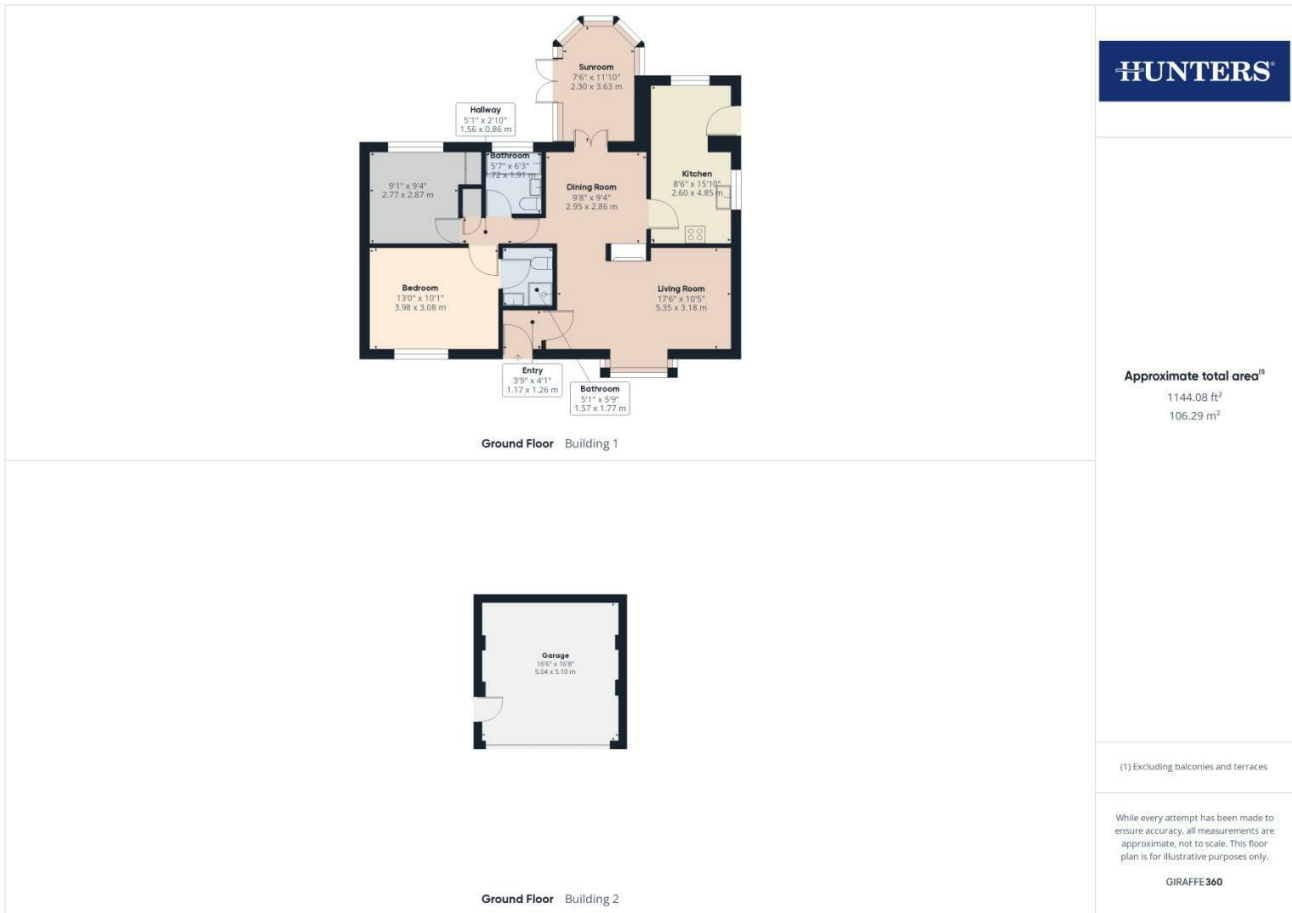 Sunroom
7'6" x 11'10"
2.30 x 3.63 m
Hallway
5'1" x 2'10"
1.56 x 0.86 m
Bathroom
5'7" x 6'3"
1.72 x 1.91 m
9'1" x 9'4"
2.77 x 2.87 m
Dining Room
9'8" x 9'4"
2.95 x 2.86 m
Kitchen
8'6" x 15'10"
2.60 x 4.85 m
Bedroom
13'0" x 10'1"
3.98 x 3.08 m
Living Room
17'6" x 10'5"
5.35 x 3.18 m
Entry
3'9" x 4'1"
1.17 x 1.26 m
Bathroom
5'1" x 5'9"
1.57 x 1.77 m
Ground Floor Building 1
Garage
16'6" x 16'8"
5.04 x 5.10 m
Ground Floor Building 2
HUNTERS®
Approximate total area(1)
1144.08 ft²
106.29 m²
(1) Excluding balconies and terraces
While every attempt has been made to
ensure accuracy, all measurements are
approximate, not to scale. This floor
plan is for illustrative purposes only.
GIRAFFE360